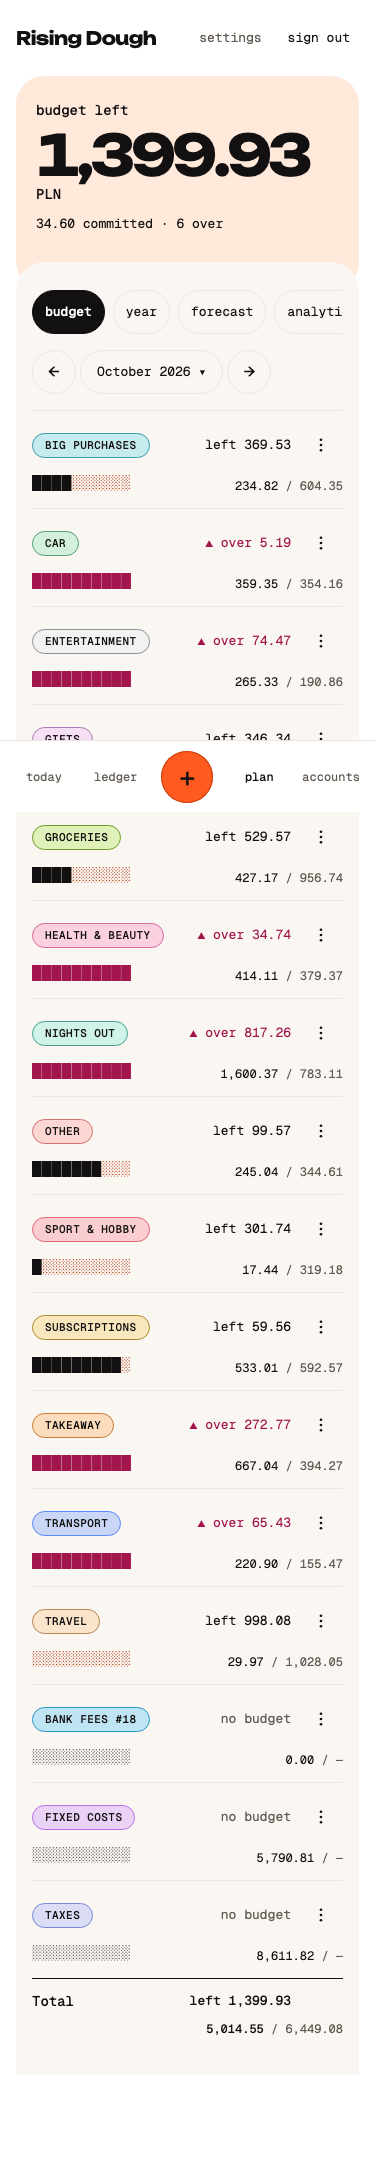 Rising Dough settings sign out
budget left
1,399.93
PLN
34.60 committed · 6 over
budget year forecast analyti
← October 2026 ▾ →
BIG PURCHASES left 369.53 ⋮
234.82 / 604.35
CAR ▲ over 5.19 ⋮
359.35 / 354.16
ENTERTAINMENT ▲ over 74.47 ⋮
265.33 / 190.86
GIFTS left 346.34
today ledger + plan accounts
GROCERIES left 529.57 ⋮
427.17 / 956.74
HEALTH & BEAUTY ▲ over 34.74 ⋮
414.11 / 379.37
NIGHTS OUT ▲ over 817.26 ⋮
1,600.37 / 783.11
OTHER left 99.57 ⋮
245.04 / 344.61
SPORT & HOBBY left 301.74 ⋮
17.44 / 319.18
SUBSCRIPTIONS left 59.56 ⋮
533.01 / 592.57
TAKEAWAY ▲ over 272.77 ⋮
667.04 / 394.27
TRANSPORT ▲ over 65.43 ⋮
220.90 / 155.47
TRAVEL left 998.08 ⋮
29.97 / 1,028.05
BANK FEES #18 no budget ⋮
0.00 / —
FIXED COSTS no budget ⋮
5,790.81 / —
TAXES no budget ⋮
8,611.82 / —
Total left 1,399.93
5,014.55 / 6,449.08